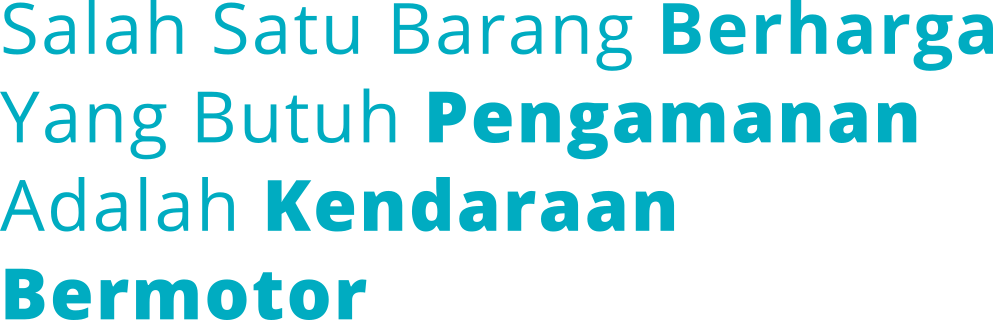 Salah Satu Barang Berharga
Yang Butuh Pengamanan
Adalah Kendaraan
Bermotor